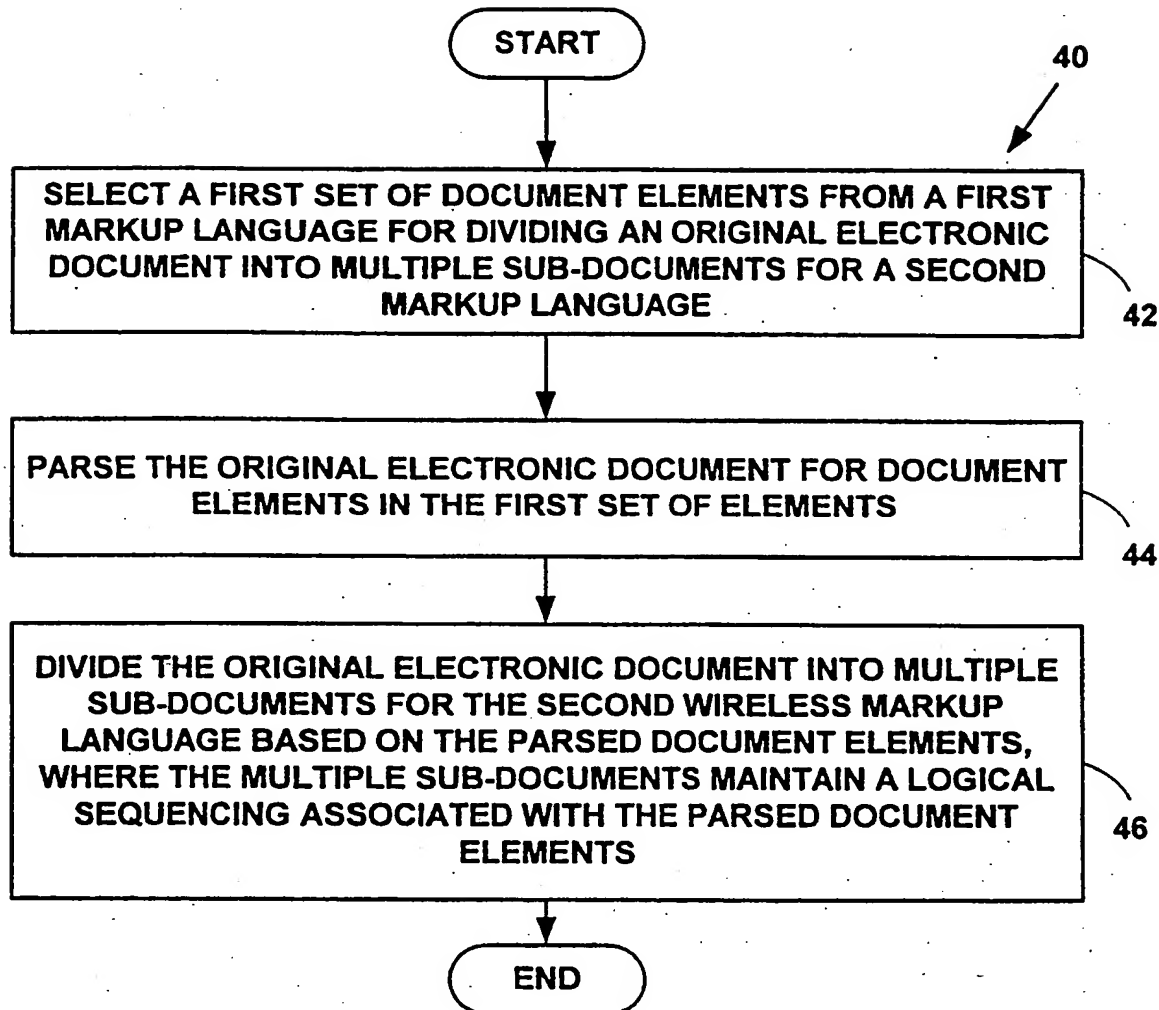 START
40
SELECT A FIRST SET OF DOCUMENT ELEMENTS FROM A FIRST
MARKUP LANGUAGE FOR DIVIDING AN ORIGINAL ELECTRONIC
DOCUMENT INTO MULTIPLE SUB-DOCUMENTS FOR A SECOND
MARKUP LANGUAGE
42
PARSE THE ORIGINAL ELECTRONIC DOCUMENT FOR DOCUMENT
ELEMENTS IN THE FIRST SET OF ELEMENTS
44
DIVIDE THE ORIGINAL ELECTRONIC DOCUMENT INTO MULTIPLE
SUB-DOCUMENTS FOR THE SECOND WIRELESS MARKUP
LANGUAGE BASED ON THE PARSED DOCUMENT ELEMENTS,
WHERE THE MULTIPLE SUB-DOCUMENTS MAINTAIN A LOGICAL
SEQUENCING ASSOCIATED WITH THE PARSED DOCUMENT
ELEMENTS
46
END